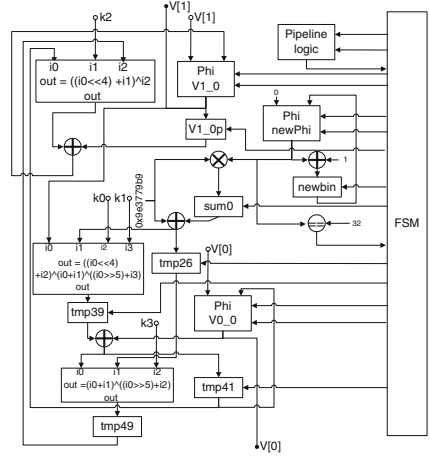 k2
V[1]
V[1]
i0
i1
i2
out = ((i0<<4) +i1)^i2
out
Phi
V1_0
Pipeline
logic
0
Phi
newPhi
V1_0p
1
newbin
0x9e3779b9
k0
k1
sum0
32
FSM
i0
i1
i2
i3
out = ((i0<<4)
+i2)^(i0+i1)^((i0>>5)+i3)
out
tmp26
V[0]
tmp39
Phi
V0_0
k3
i0
i1
i2
out =(i0+i1)^((i0>>5)+i2)
out
tmp41
tmp49
V[0]